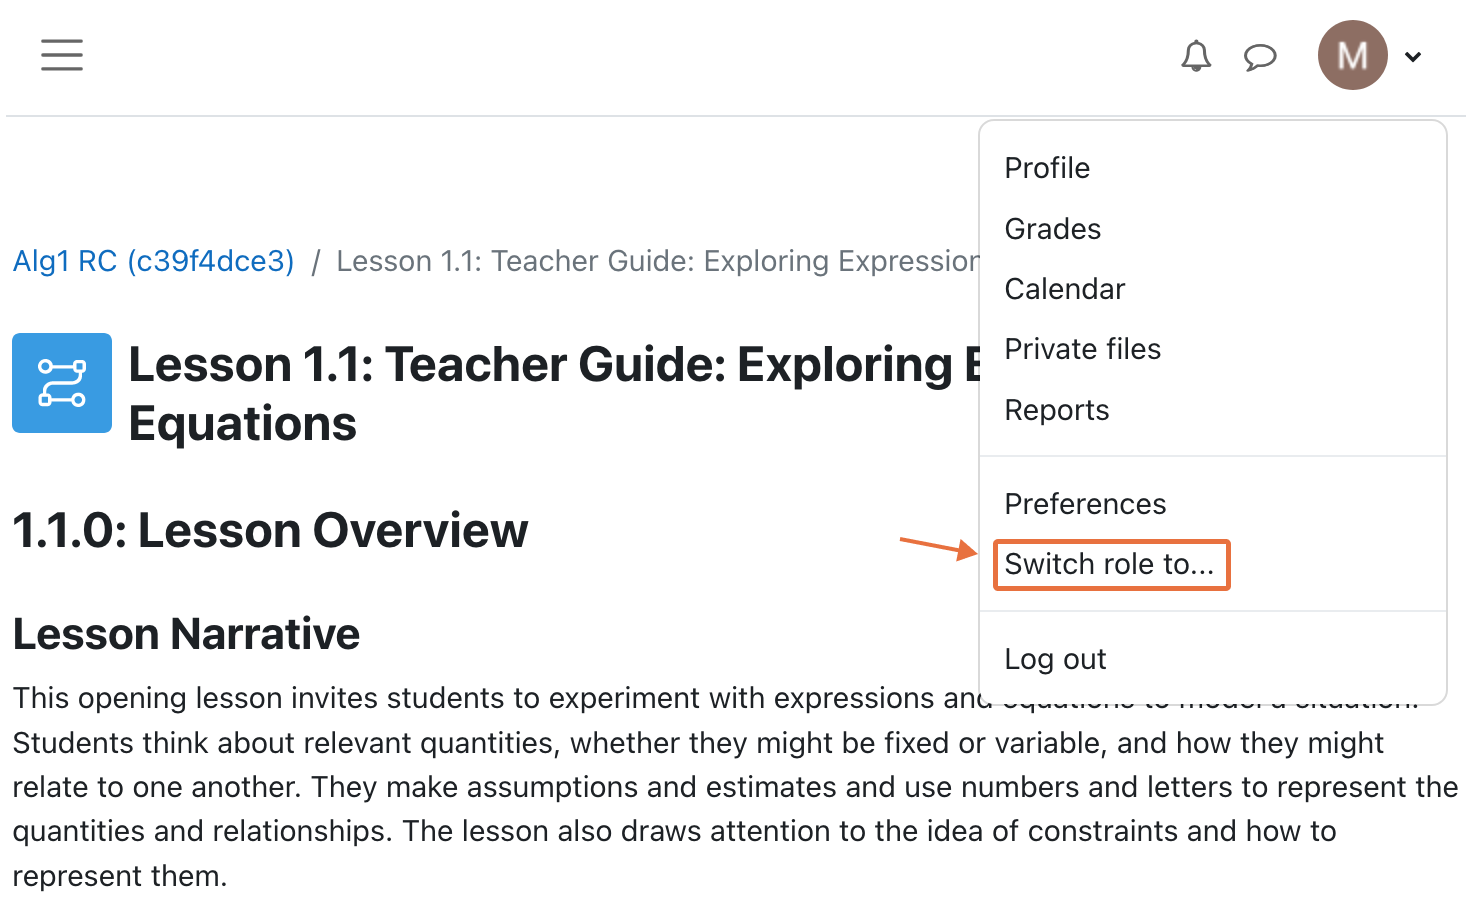 M
Profile
Grades
Calendar
Private files
Reports
Preferences
Switch role to...
Log out
Alg1 RC (c39f4dce3) / Lesson 1.1: Teacher Guide: Exploring Expression
Lesson 1.1: Teacher Guide: Exploring
Equations
1.1.0: Lesson Overview
Lesson Narrative
This opening lesson invites students to experiment with expressions and equations to model a situation.
Students think about relevant quantities, whether they might be fixed or variable, and how they might
relate to one another. They make assumptions and estimates and use numbers and letters to represent the
quantities and relationships. The lesson also draws attention to the idea of constraints and how to
represent them.